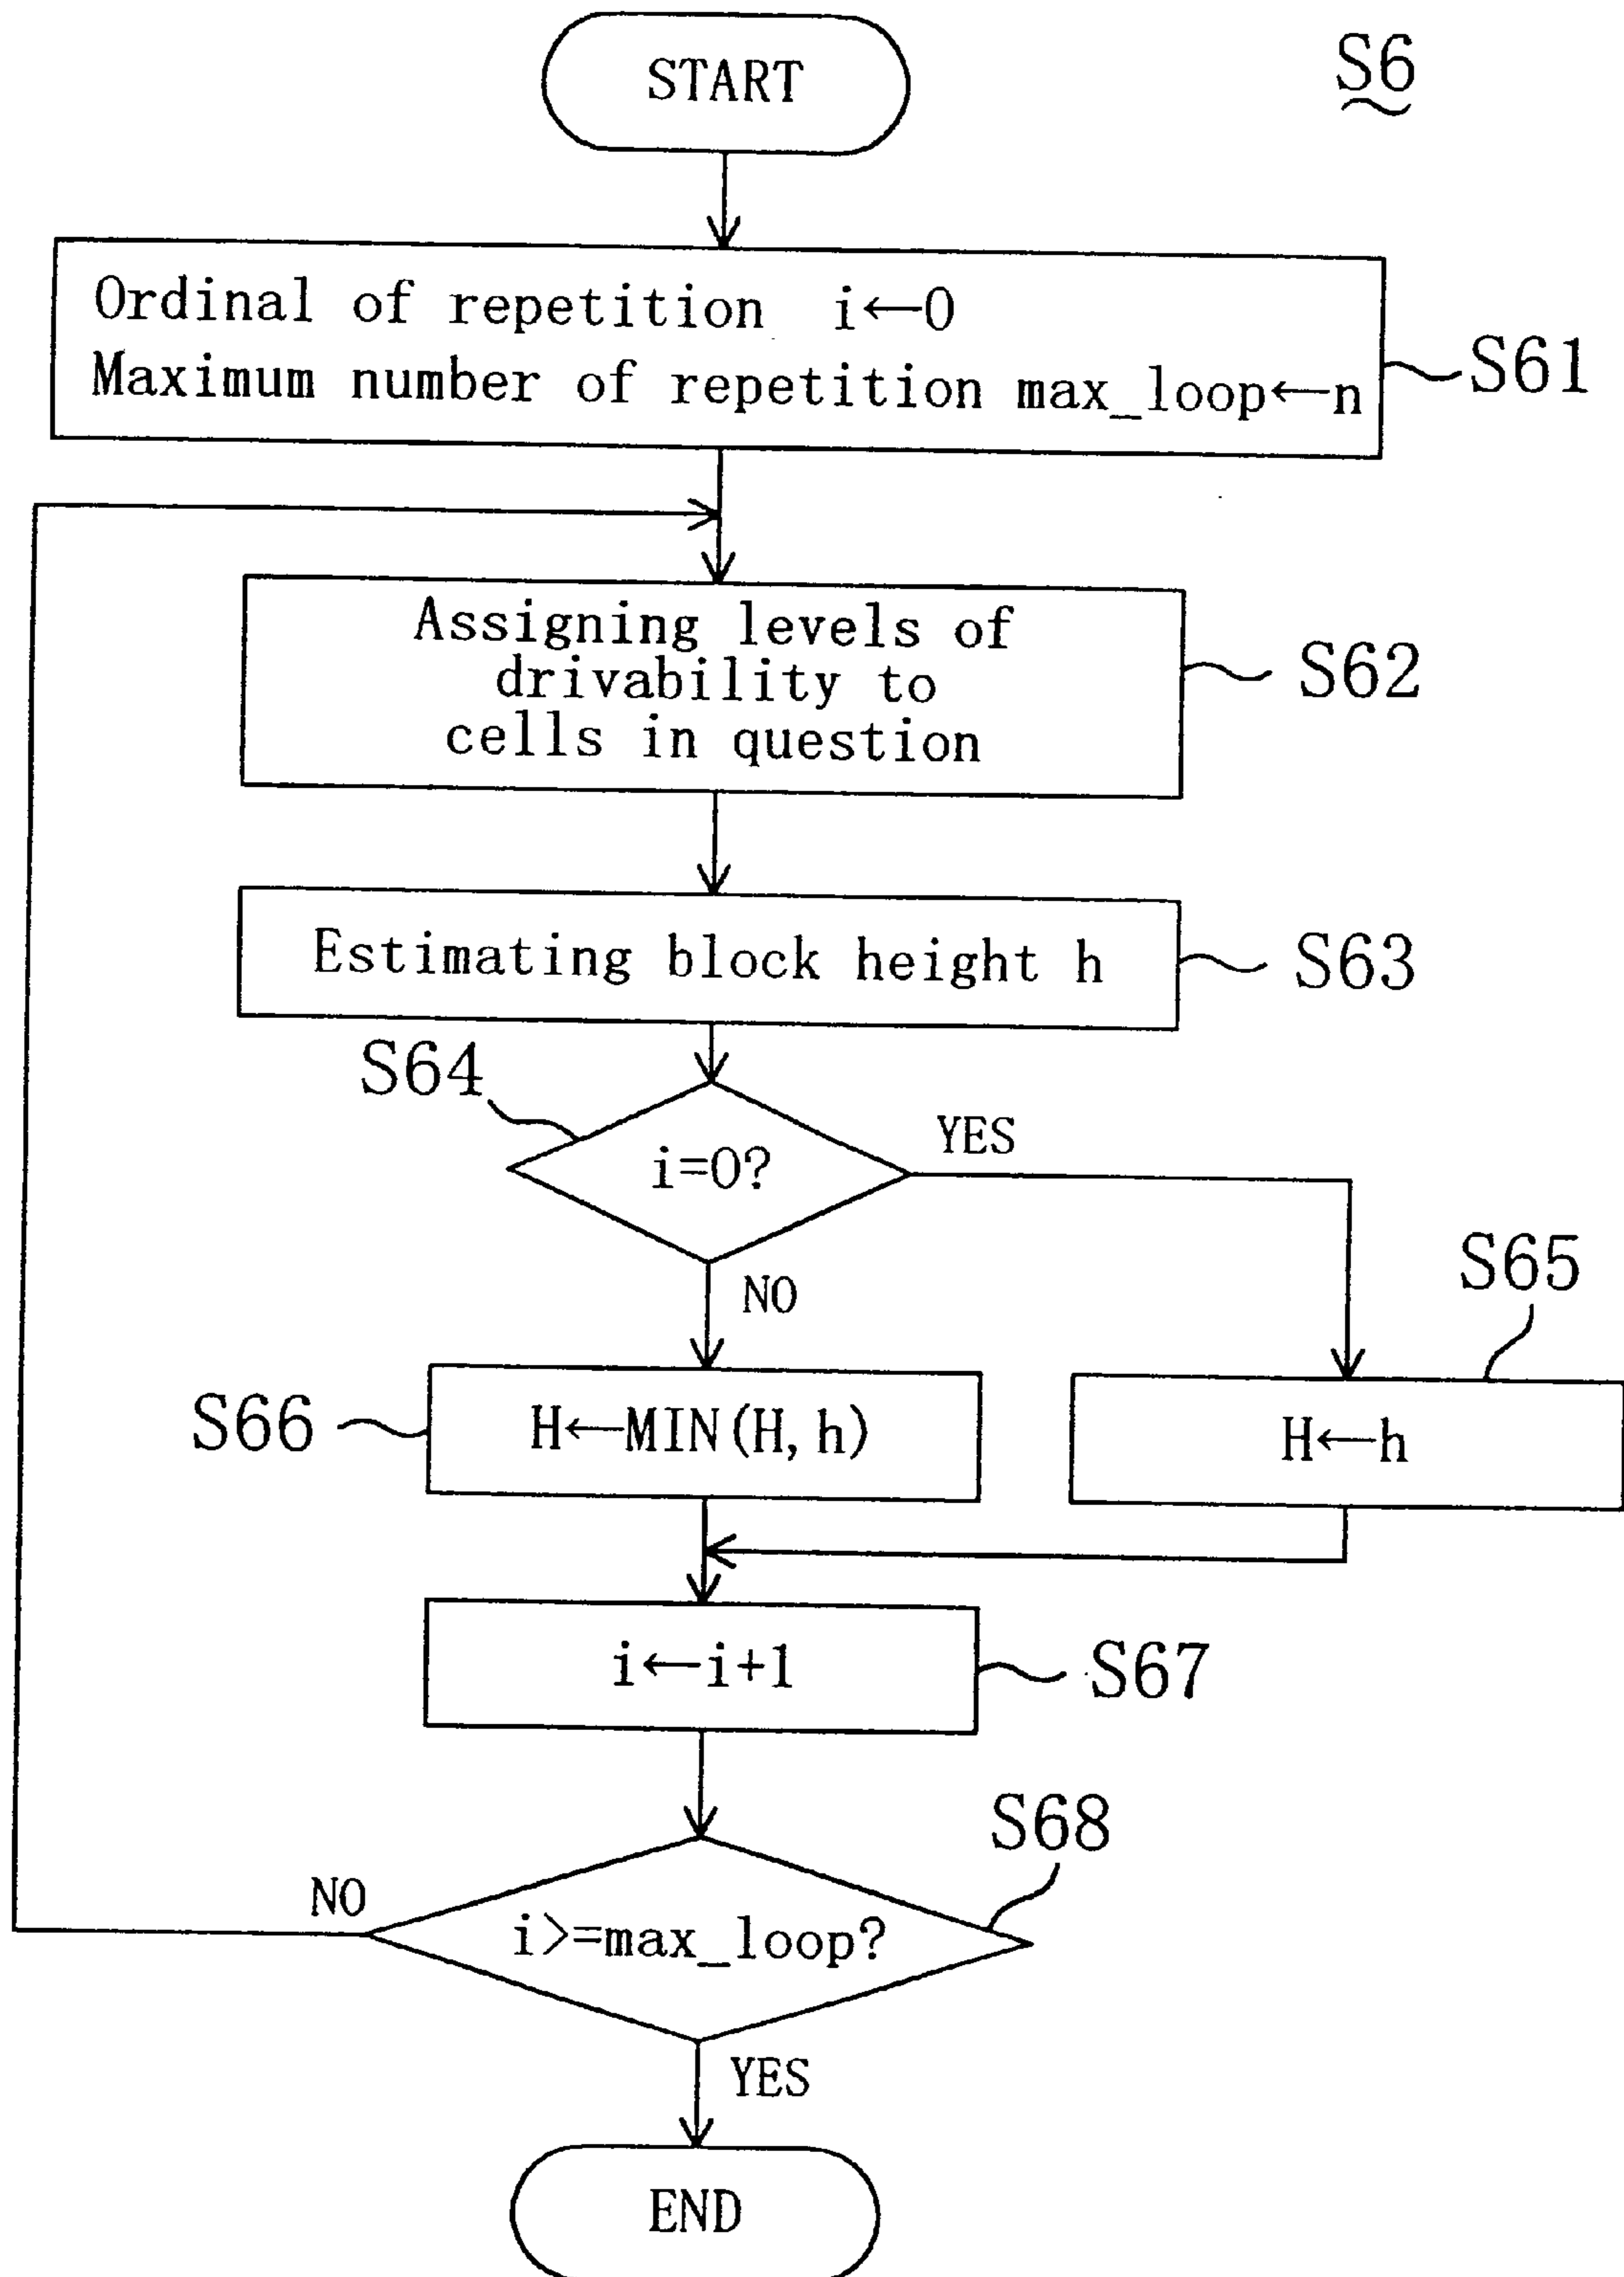 START
S6
Ordinal of repetition i←0
Maximum number of repetition max_loop←n
S61
Assigning levels of
drivability to
cells in question
S62
Estimating block height h
S63
S64
i=0?
YES
NO
S65
S66
H←MIN(H,h)
H←h
i←i+1
S67
S68
NO
i>=max_loop?
YES
END